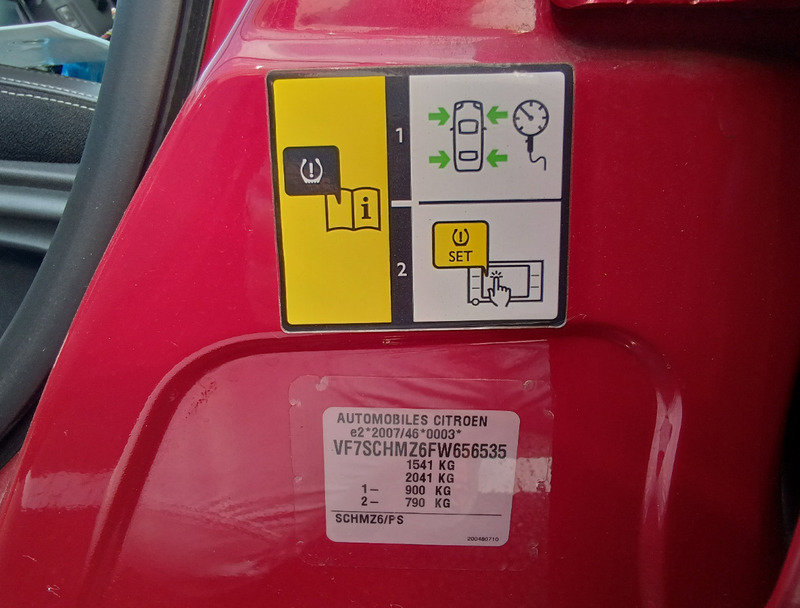 1
i
2
SET
AUTOMOBILES CITROEN
e2*2007/46*0003*
VF7SCHMZ6FW656535
1541 KG
2041 KG
1- 900 KG
2- 790 KG
SCHMZ6/PS
200480710